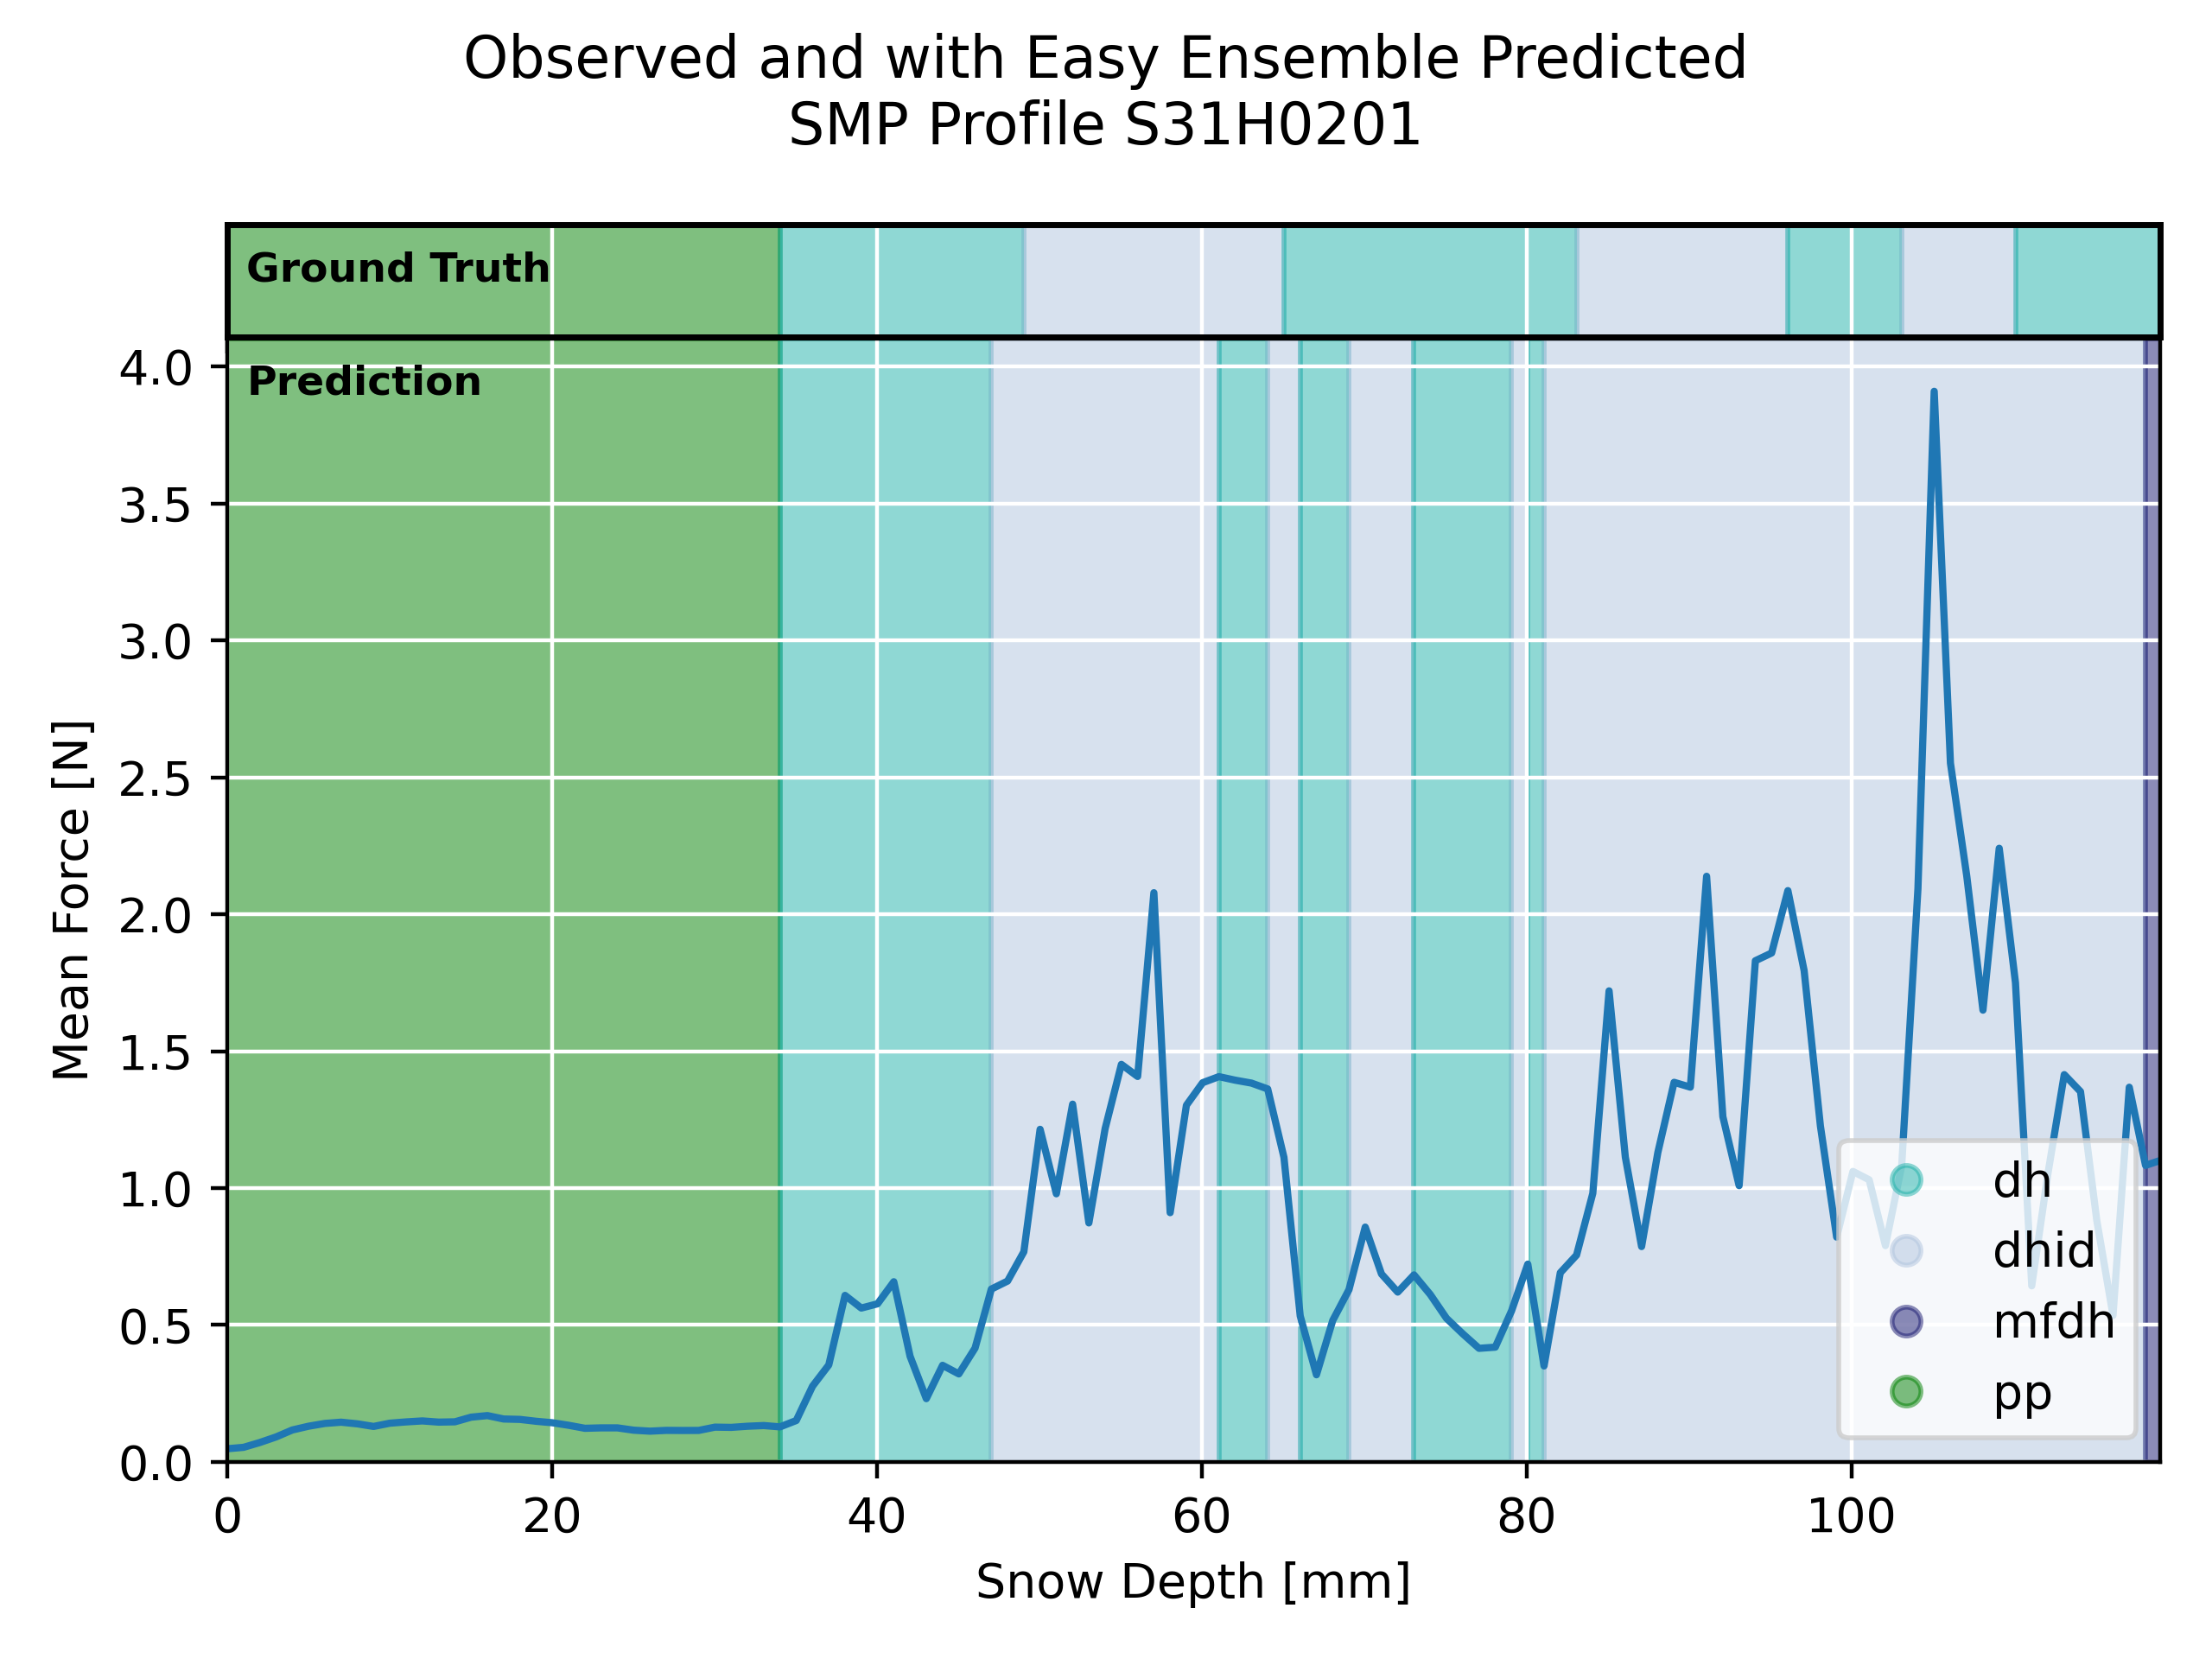 Observed and with Easy Ensemble Predicted
SMP Profile S31H0201
Ground Truth
Prediction
4.0
3.5
3.0
2.5
2.0
1.5
1.0
0.5
0.0
Mean Force [N]
dh
dhid
mfdh
pp
0 20 40 60 80 100
Snow Depth [mm]